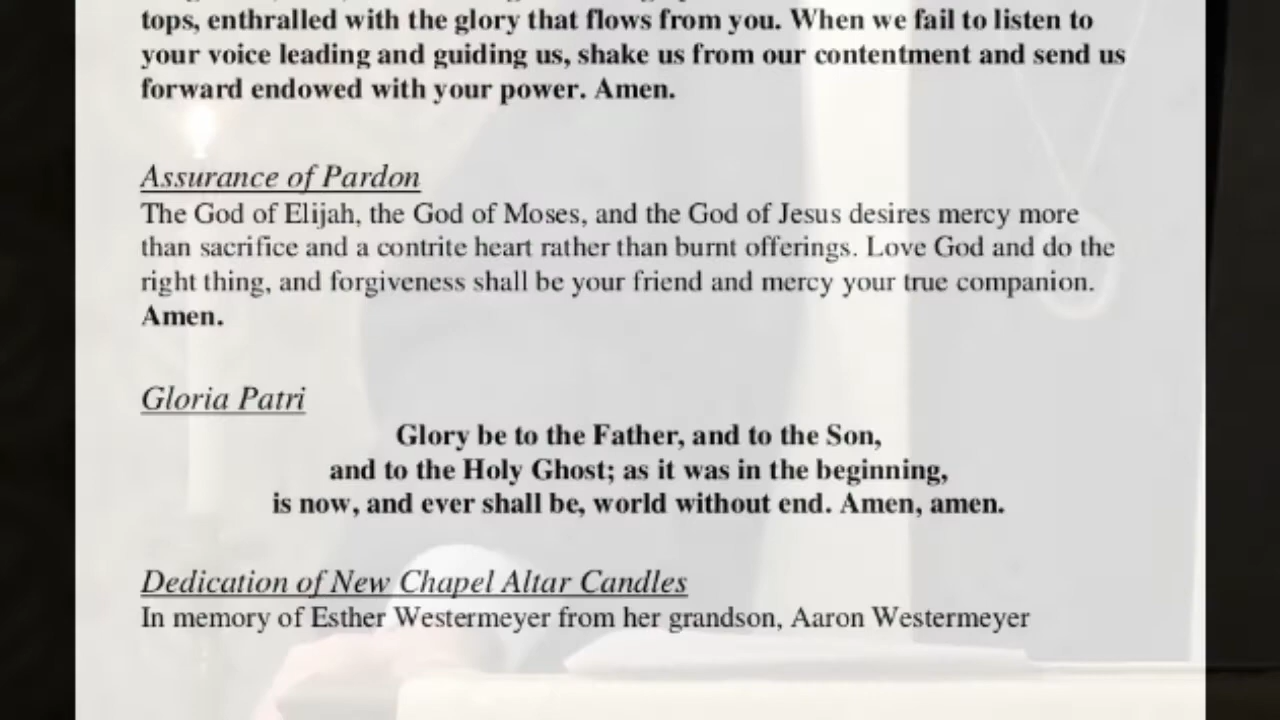 tops, enthralled with the glory that flows from you. When we fail to listen to
your voice leading and guiding us, shake us from our contentment and send us
forward endowed with your power. Amen.
Assurance of Pardon
The God of Elijah, the God of Moses, and the God of Jesus desires mercy more
than sacrifice and a contrite heart rather than burnt offerings. Love God and do the
right thing, and forgiveness shall be your friend and mercy your true companion.
Amen.
Gloria Patri
Glory be to the Father, and to the Son,
and to the Holy Ghost; as it was in the beginning,
is now, and ever shall be, world without end. Amen, amen.
Dedication of New Chapel Altar Candles
In memory of Esther Westermeyer from her grandson, Aaron Westermeyer